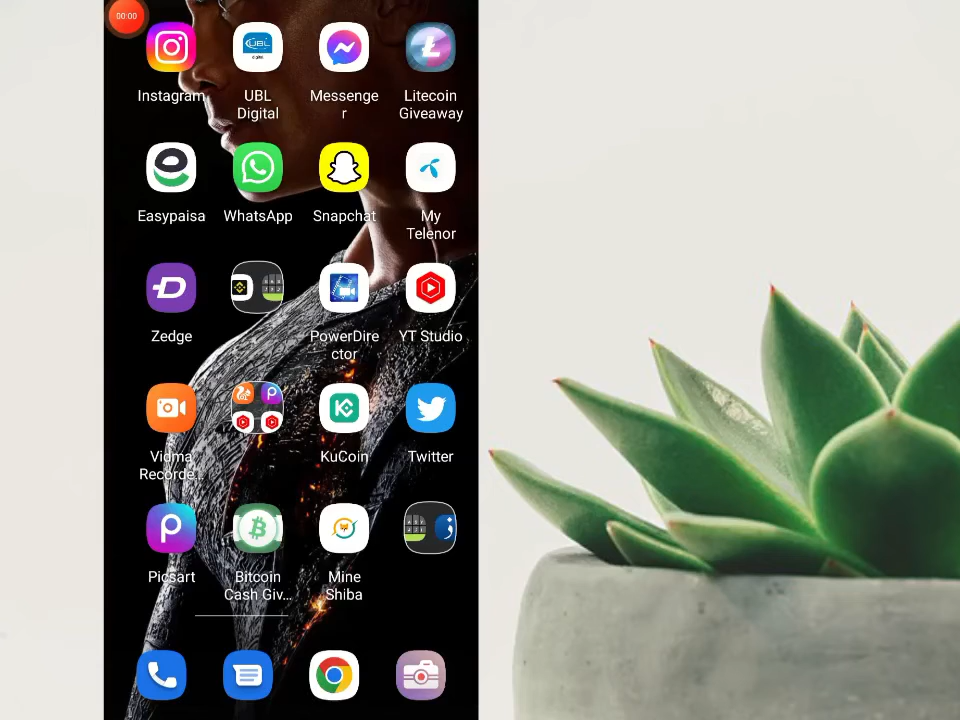 00:00
Instagram
UBL
Digital
Messenge
r
Litecoin
Giveaway
Easypaisa
WhatsApp
Snapchat
My
Telenor
Zedge
PowerDire
ctor
YT Studio
Vidma
Recorde...
KuCoin
Twitter
Picsart
Bitcoin
Cash Giv...
Mine
Shiba